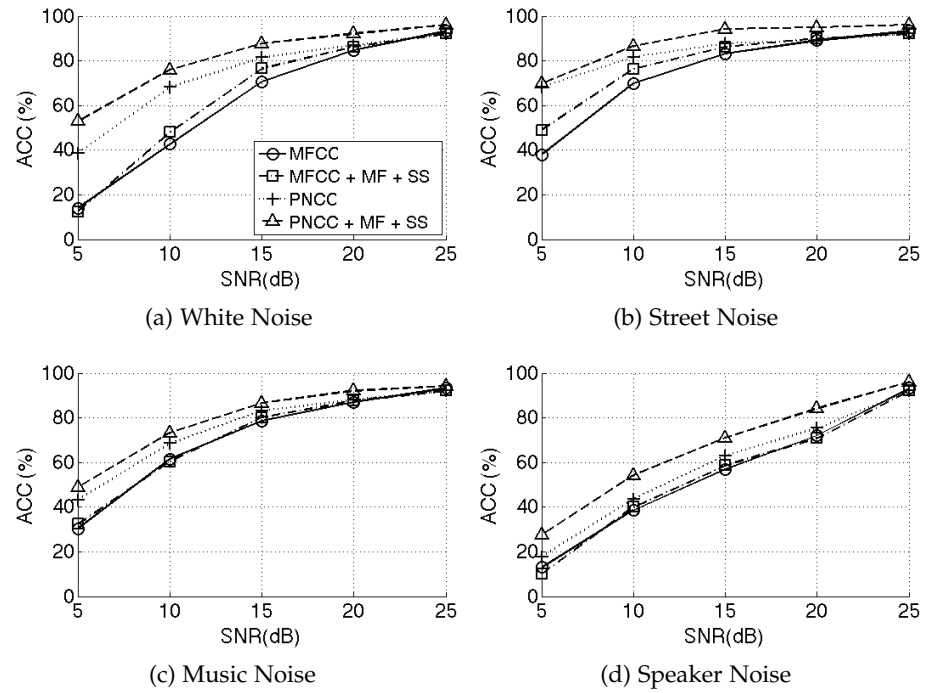 100
80
60
40
20
0
ACC (%)
5 10 15 20 25
SNR(dB)
MFCC
MFCC + MF + SS
PNCC
PNCC + MF + SS
(a) White Noise
100
80
60
40
20
0
ACC (%)
5 10 15 20 25
SNR(dB)
(b) Street Noise
100
80
60
40
20
0
ACC (%)
5 10 15 20 25
SNR(dB)
(c) Music Noise
100
80
60
40
20
0
ACC (%)
5 10 15 20 25
SNR(dB)
(d) Speaker Noise